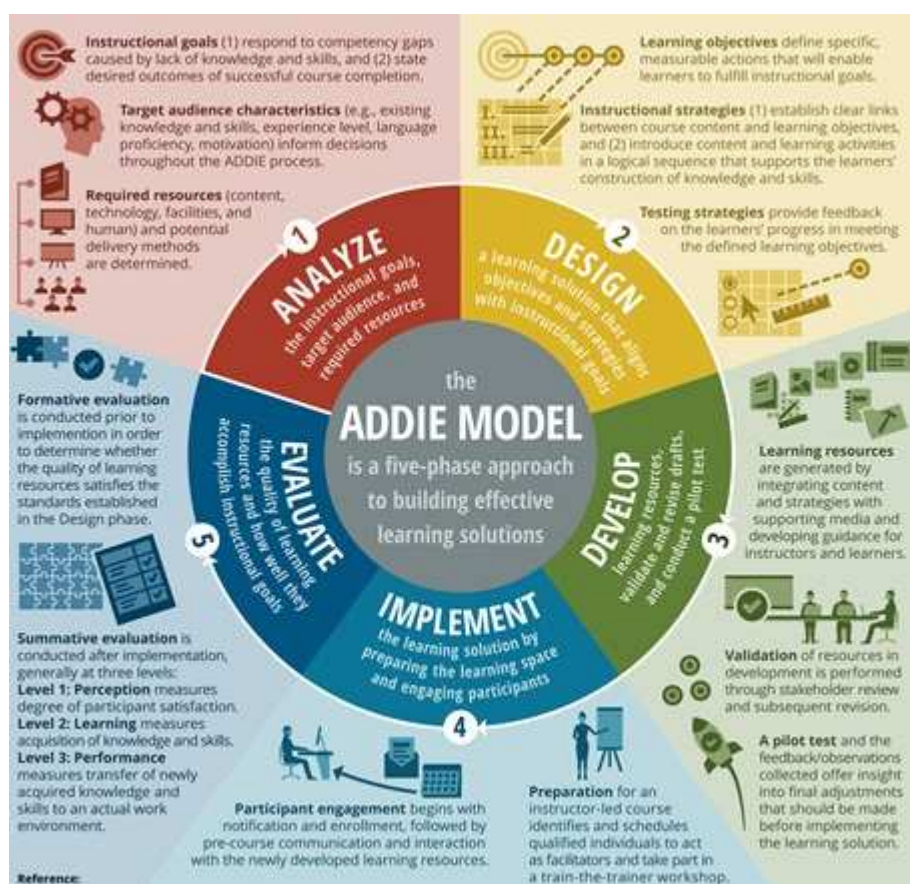 Instructional goals (1) respond to competency gaps
caused by lack of knowledge and skills, and (2) state
desired outcomes of successful course completion.
Target audience characteristics (e.g., existing
knowledge and skills, experience level, language
proficiency, motivation) inform decisions
throughout the ADDIE process.
Required resources (content,
technology, facilities, and
human) and potential
delivery methods
are determined.
Learning objectives define specific,
measurable actions that will enable
learners to fulfill instructional goals.
I.
II.
III.
Instructional strategies (1) establish clear links
between course content and learning objectives,
and (2) introduce content and learning activities
in a logical sequence that supports the learners'
construction of knowledge and skills.
Testing strategies provide feedback
on the learners' progress in meeting
the defined learning objectives.
1
ANALYZE
the instructional goals,
target audience, and
required resources
2
DESIGN
a learning solution that aligns
objectives and strategies
with instructional goals
the
ADDIE MODEL
is a five-phase approach
to building effective
learning solutions
3
DEVELOP
learning resources,
validate and revise drafts,
and conduct a pilot test
Learning resources
are generated by
integrating content
and strategies with
supporting media and
developing guidance for
instructors and learners.
Validation of resources in
development is performed
through stakeholder review
and subsequent revision.
A pilot test and the
feedback/observations
collected offer insight
into final adjustments
that should be made
before implementing
the learning solution.
4
IMPLEMENT
the learning solution by
preparing the learning space
and engaging participants
Participant engagement begins with
notification and enrollment, followed by
pre-course communication and interaction
with the newly developed learning resources.
Preparation for an
instructor-led course
identifies and schedules
qualified individuals to act
as facilitators and take part in
a train-the-trainer workshop.
5
EVALUATE
the quality of learning
resources and how well they
accomplish instructional goals
Formative evaluation
is conducted prior to
implemention in order
to determine whether
the quality of learning
resources satisfies the
standards established
in the Design phase.
Summative evaluation is
conducted after implementation,
generally at three levels:
Level 1: Perception measures
degree of participant satisfaction.
Level 2: Learning measures
acquisition of knowledge and skills.
Level 3: Performance
measures transfer of newly
acquired knowledge and
skills to an actual work
environment.
Reference: